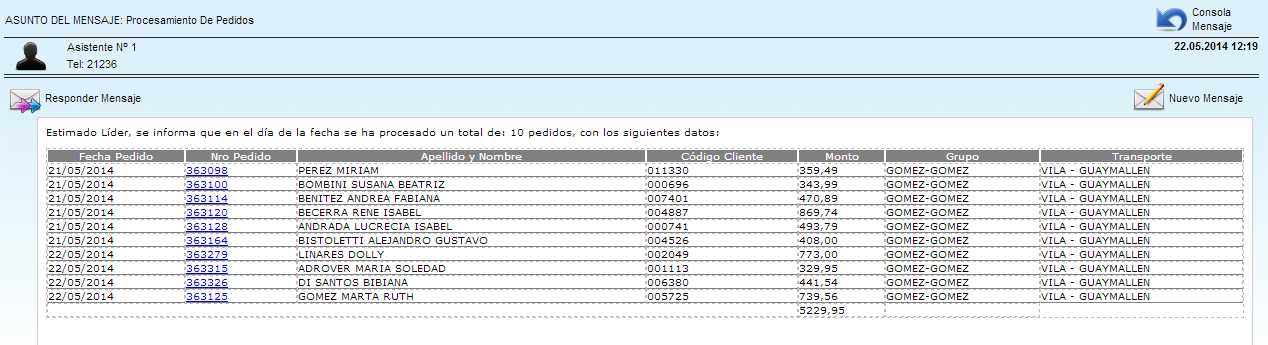 ASUNTO DEL MENSAJE: Procesamiento De Pedidos
Consola
Mensaje
Asistente Nº 1
22.05.2014 12:19
Tel: 21236
Responder Mensaje
Nuevo Mensaje
Estimado Líder, se informa que en el día de la fecha se ha procesado un total de: 10 pedidos, con los siguientes datos:
Fecha Pedido Nro Pedido Apellido y Nombre Código Cliente Monto Grupo Transporte
21/05/2014 363098 PEREZ MIRIAM 011330 359,49 GOMEZ-GOMEZ VILA - GUAYMALLEN
21/05/2014 363100 BOMBINI SUSANA BEATRIZ 000696 343,99 GOMEZ-GOMEZ VILA - GUAYMALLEN
21/05/2014 363114 BENITEZ ANDREA FABIANA 007401 470,89 GOMEZ-GOMEZ VILA - GUAYMALLEN
21/05/2014 363120 BECERRA RENE ISABEL 004887 869,74 GOMEZ-GOMEZ VILA - GUAYMALLEN
21/05/2014 363128 ANDRADA LUCRECIA ISABEL 000741 493,79 GOMEZ-GOMEZ VILA - GUAYMALLEN
21/05/2014 363164 BISTOLETTI ALEJANDRO GUSTAVO 004526 408,00 GOMEZ-GOMEZ VILA - GUAYMALLEN
22/05/2014 363279 LINARES DOLLY 002049 773,00 GOMEZ-GOMEZ VILA - GUAYMALLEN
22/05/2014 363315 ADROVER MARIA SOLEDAD 001113 329,95 GOMEZ-GOMEZ VILA - GUAYMALLEN
22/05/2014 363326 DI SANTOS BIBIANA 006380 441,54 GOMEZ-GOMEZ VILA - GUAYMALLEN
22/05/2014 363125 GOMEZ MARTA RUTH 005725 739,56 GOMEZ-GOMEZ VILA - GUAYMALLEN
5229,95